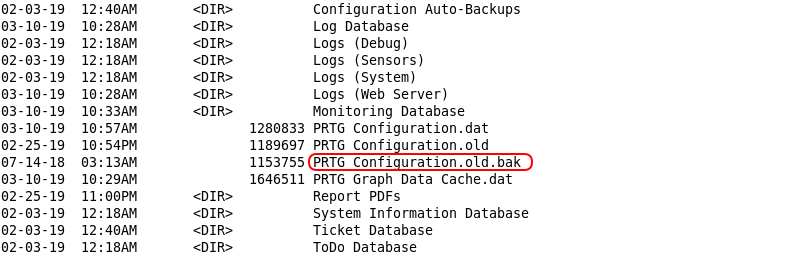 02-03-19  12:40AM       <DIR>          Configuration Auto-Backups
03-10-19  10:28AM       <DIR>          Log Database
02-03-19  12:18AM       <DIR>          Logs (Debug)
02-03-19  12:18AM       <DIR>          Logs (Sensors)
02-03-19  12:18AM       <DIR>          Logs (System)
03-10-19  10:28AM       <DIR>          Logs (Web Server)
03-10-19  10:33AM       <DIR>          Monitoring Database
03-10-19  10:57AM              1280833 PRTG Configuration.dat
02-25-19  10:54PM              1189697 PRTG Configuration.old
07-14-18  03:13AM              1153755 PRTG Configuration.old.bak
03-10-19  10:29AM              1646511 PRTG Graph Data Cache.dat
02-25-19  11:00PM       <DIR>          Report PDFs
02-03-19  12:18AM       <DIR>          System Information Database
02-03-19  12:40AM       <DIR>          Ticket Database
02-03-19  12:18AM       <DIR>          ToDo Database